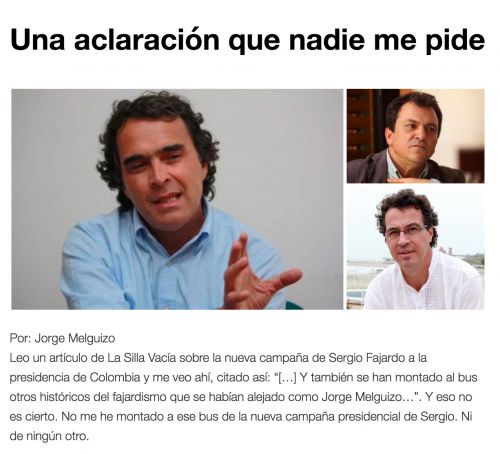 Una aclaración que nadie me pide
Por: Jorge Melguizo
Leo un artículo de La Silla Vacía sobre la nueva campaña de Sergio Fajardo a la
presidencia de Colombia y me veo ahí, citado así: “[…] Y también se han montado al bus
otros históricos del fajardismo que se habían alejado como Jorge Melguizo…”. Y eso no
es cierto. No me he montado a ese bus de la nueva campaña presidencial de Sergio. Ni
de ningún otro.